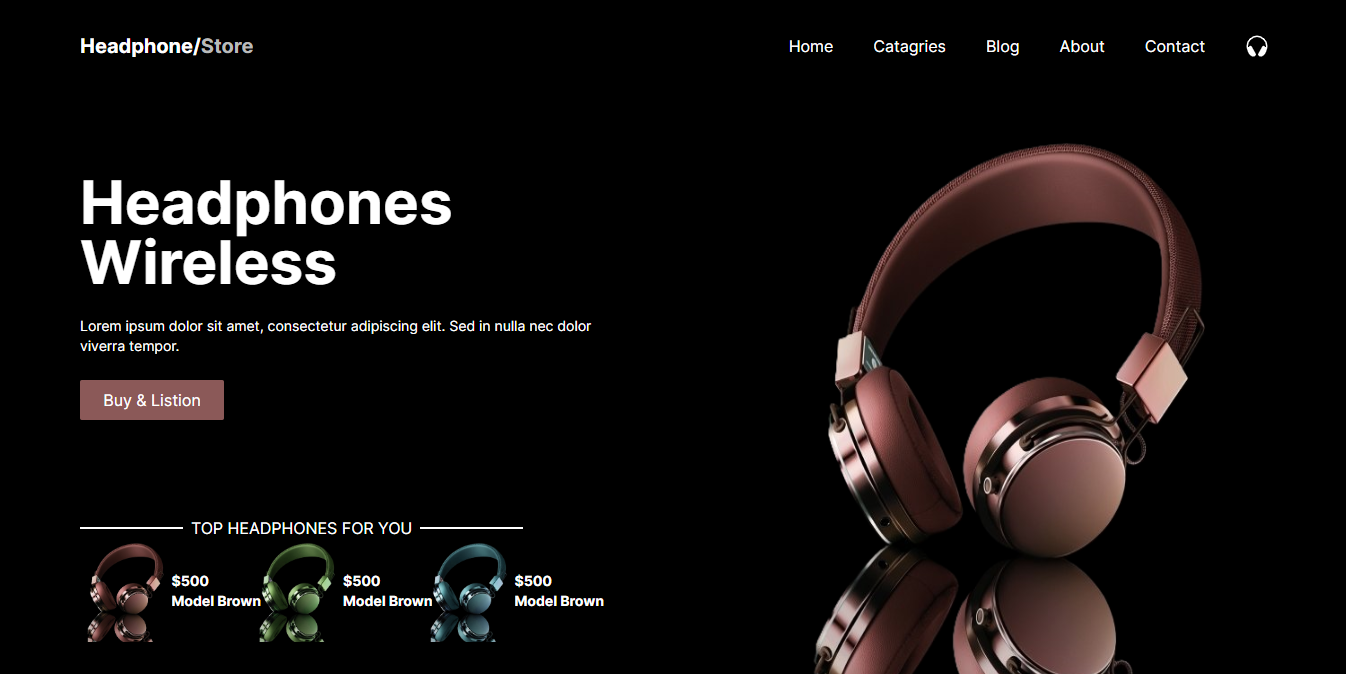 Headphone/Store
Home Catagries Blog About Contact
Headphones
Wireless
Lorem ipsum dolor sit amet, consectetur adipiscing elit. Sed in nulla nec dolor
viverra tempor.
Buy & Listion
TOP HEADPHONES FOR YOU
$500
Model Brown
$500
Model Brown
$500
Model Brown